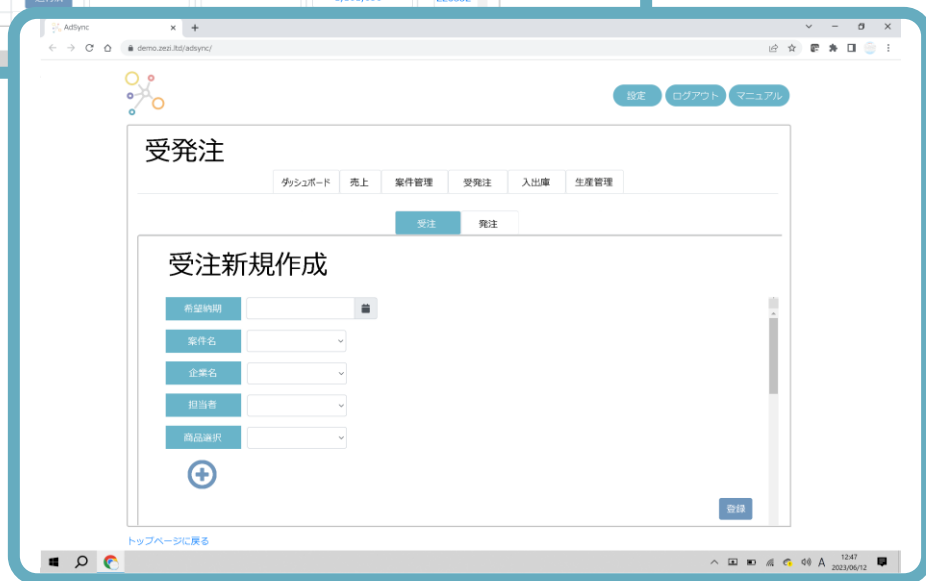 AdSync
demo.zezi.ltd/adsync/
設定 ログアウト マニュアル
受発注
ダッシュボード 売上 案件管理 受発注 入出庫 生産管理
受注 発注
受注新規作成
希望納期
案件名
企業名
担当者
商品選択
登録
トップページに戻る
A 12:47
2023/06/12